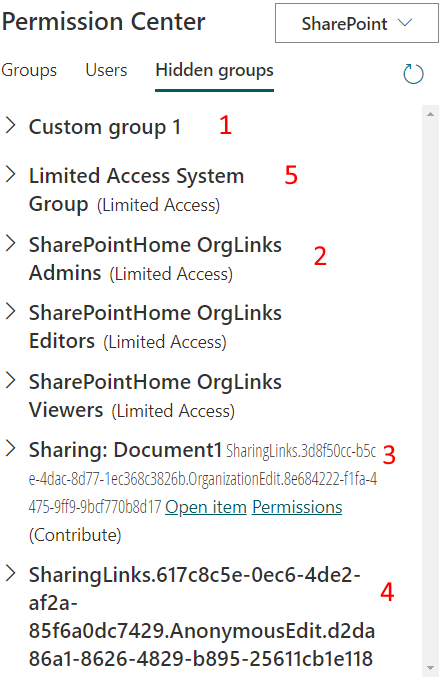 Permission Center
SharePoint
Groups Users Hidden groups
Custom group 1 1
Limited Access System 5
Group (Limited Access)
SharePointHome OrgLinks 2
Admins (Limited Access)
SharePointHome OrgLinks
Editors (Limited Access)
SharePointHome OrgLinks
Viewers (Limited Access)
Sharing: Document1 SharingLinks.3d8f50cc-b5c 3
e-4dac-8d77-1ec368c3826b.OrganizationEdit.8e684222-f1fa-4
475-9ff9-9bcf770b8d17 Open item Permissions
(Contribute)
SharingLinks.617c8c5e-0ec6-4de2- 4
af2a-
85f6a0dc7429.AnonymousEdit.d2da
86a1-8626-4829-b895-25611cb1e118